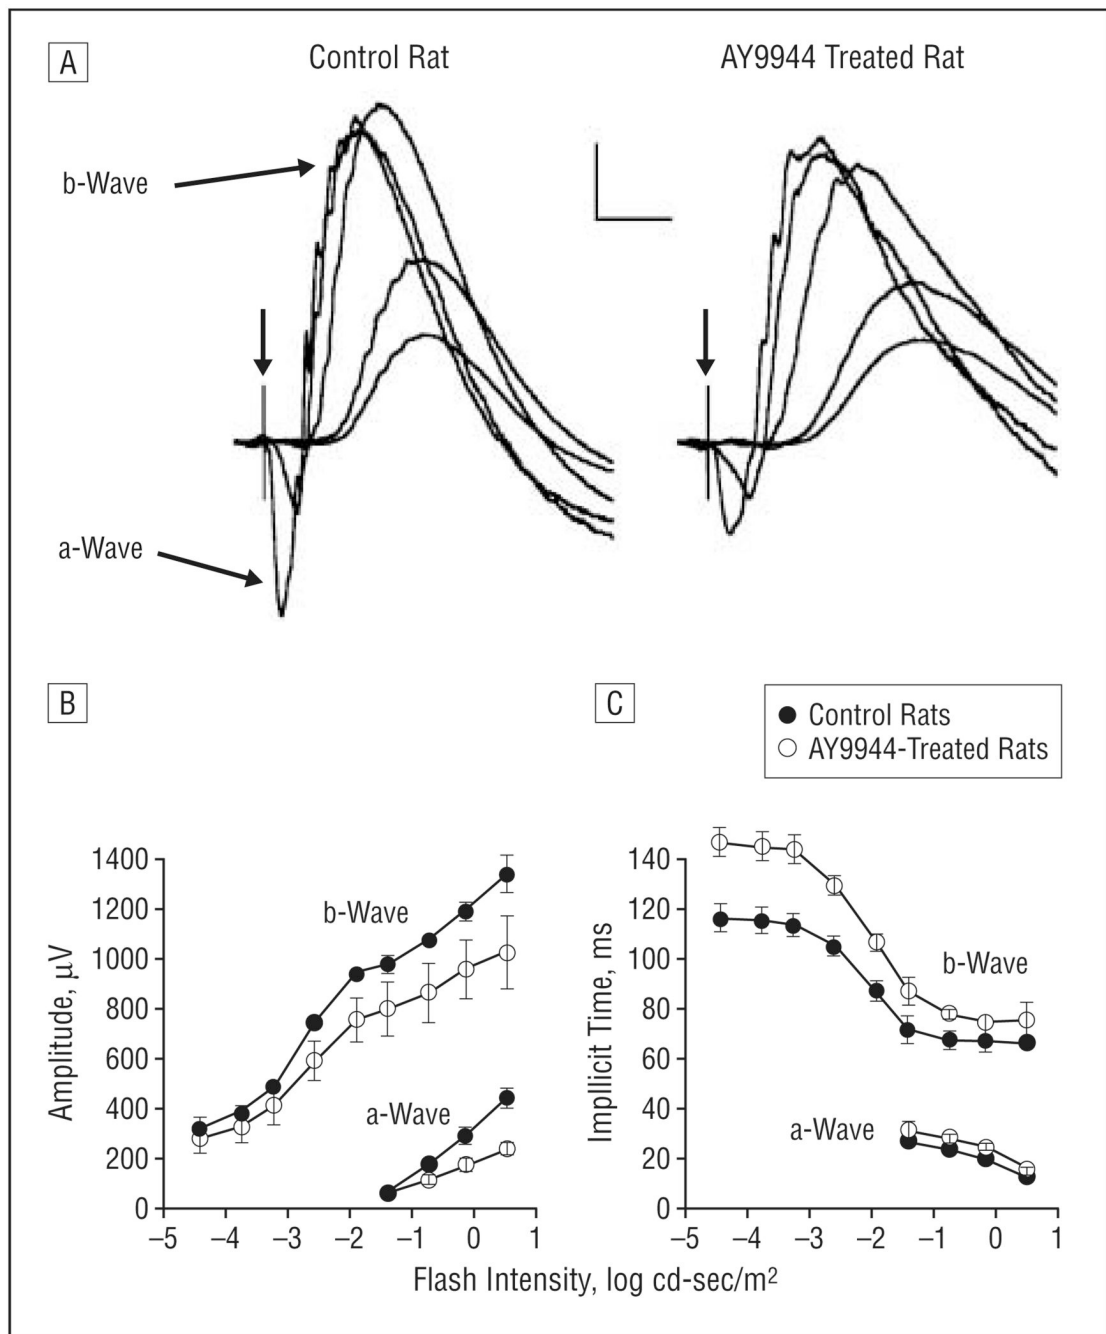 A
Control Rat
AY9944 Treated Rat
b-Wave
a-Wave
B
C
Control Rats
AY9944-Treated Rats
1400
1200
1000
800
600
400
200
0
Amplitude, µV
b-Wave
a-Wave
–5 –4 –3 –2 –1 0 1
140
120
100
80
60
40
20
0
Impllicit Time, ms
b-Wave
a-Wave
–5 –4 –3 –2 –1 0 1
Flash Intensity, log cd-sec/m²